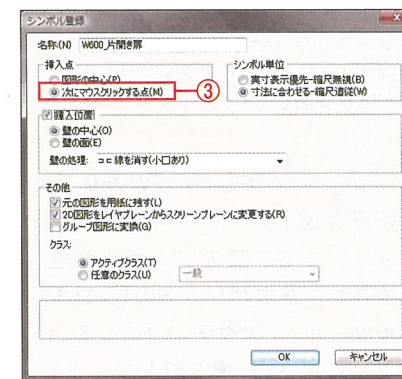 シンボル登録
名称(N) W600_片開き扉
挿入点
図形の中心(P)
次にマウスクリックする点(M)
③
シンボル単位
実寸表示優先-縮尺無視(B)
寸法に合わせる-縮尺追従(W)
挿入位置
壁の中心(O)
壁の面(E)
壁の処理: コ⊏ 線を消す(小口あり)
その他
元の図形を用紙に残す(L)
2D図形をレイヤプレーンからスクリーンプレーンに変更する(R)
グループ図形に変換(G)
クラス:
アクティブクラス(T)
任意のクラス(U) 一般
OK キャンセル